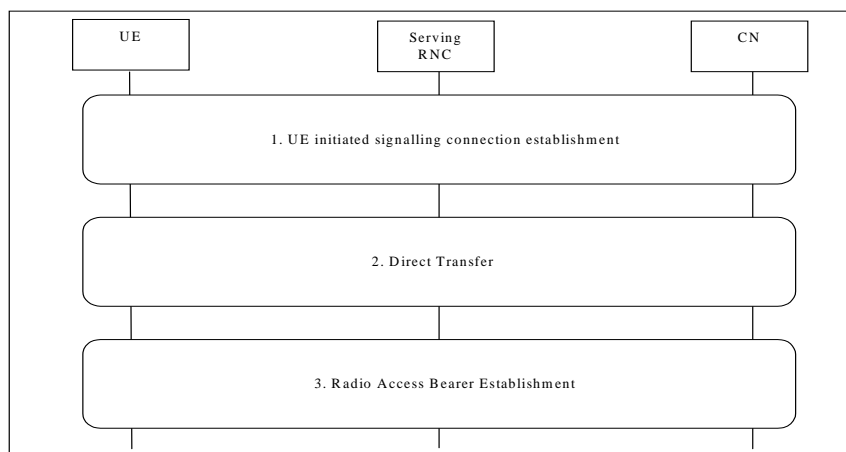 UE
Serving
RNC
CN
1. UE initiated signalling connection establishment
2. Direct Transfer
3. Radio Access Bearer Establishment